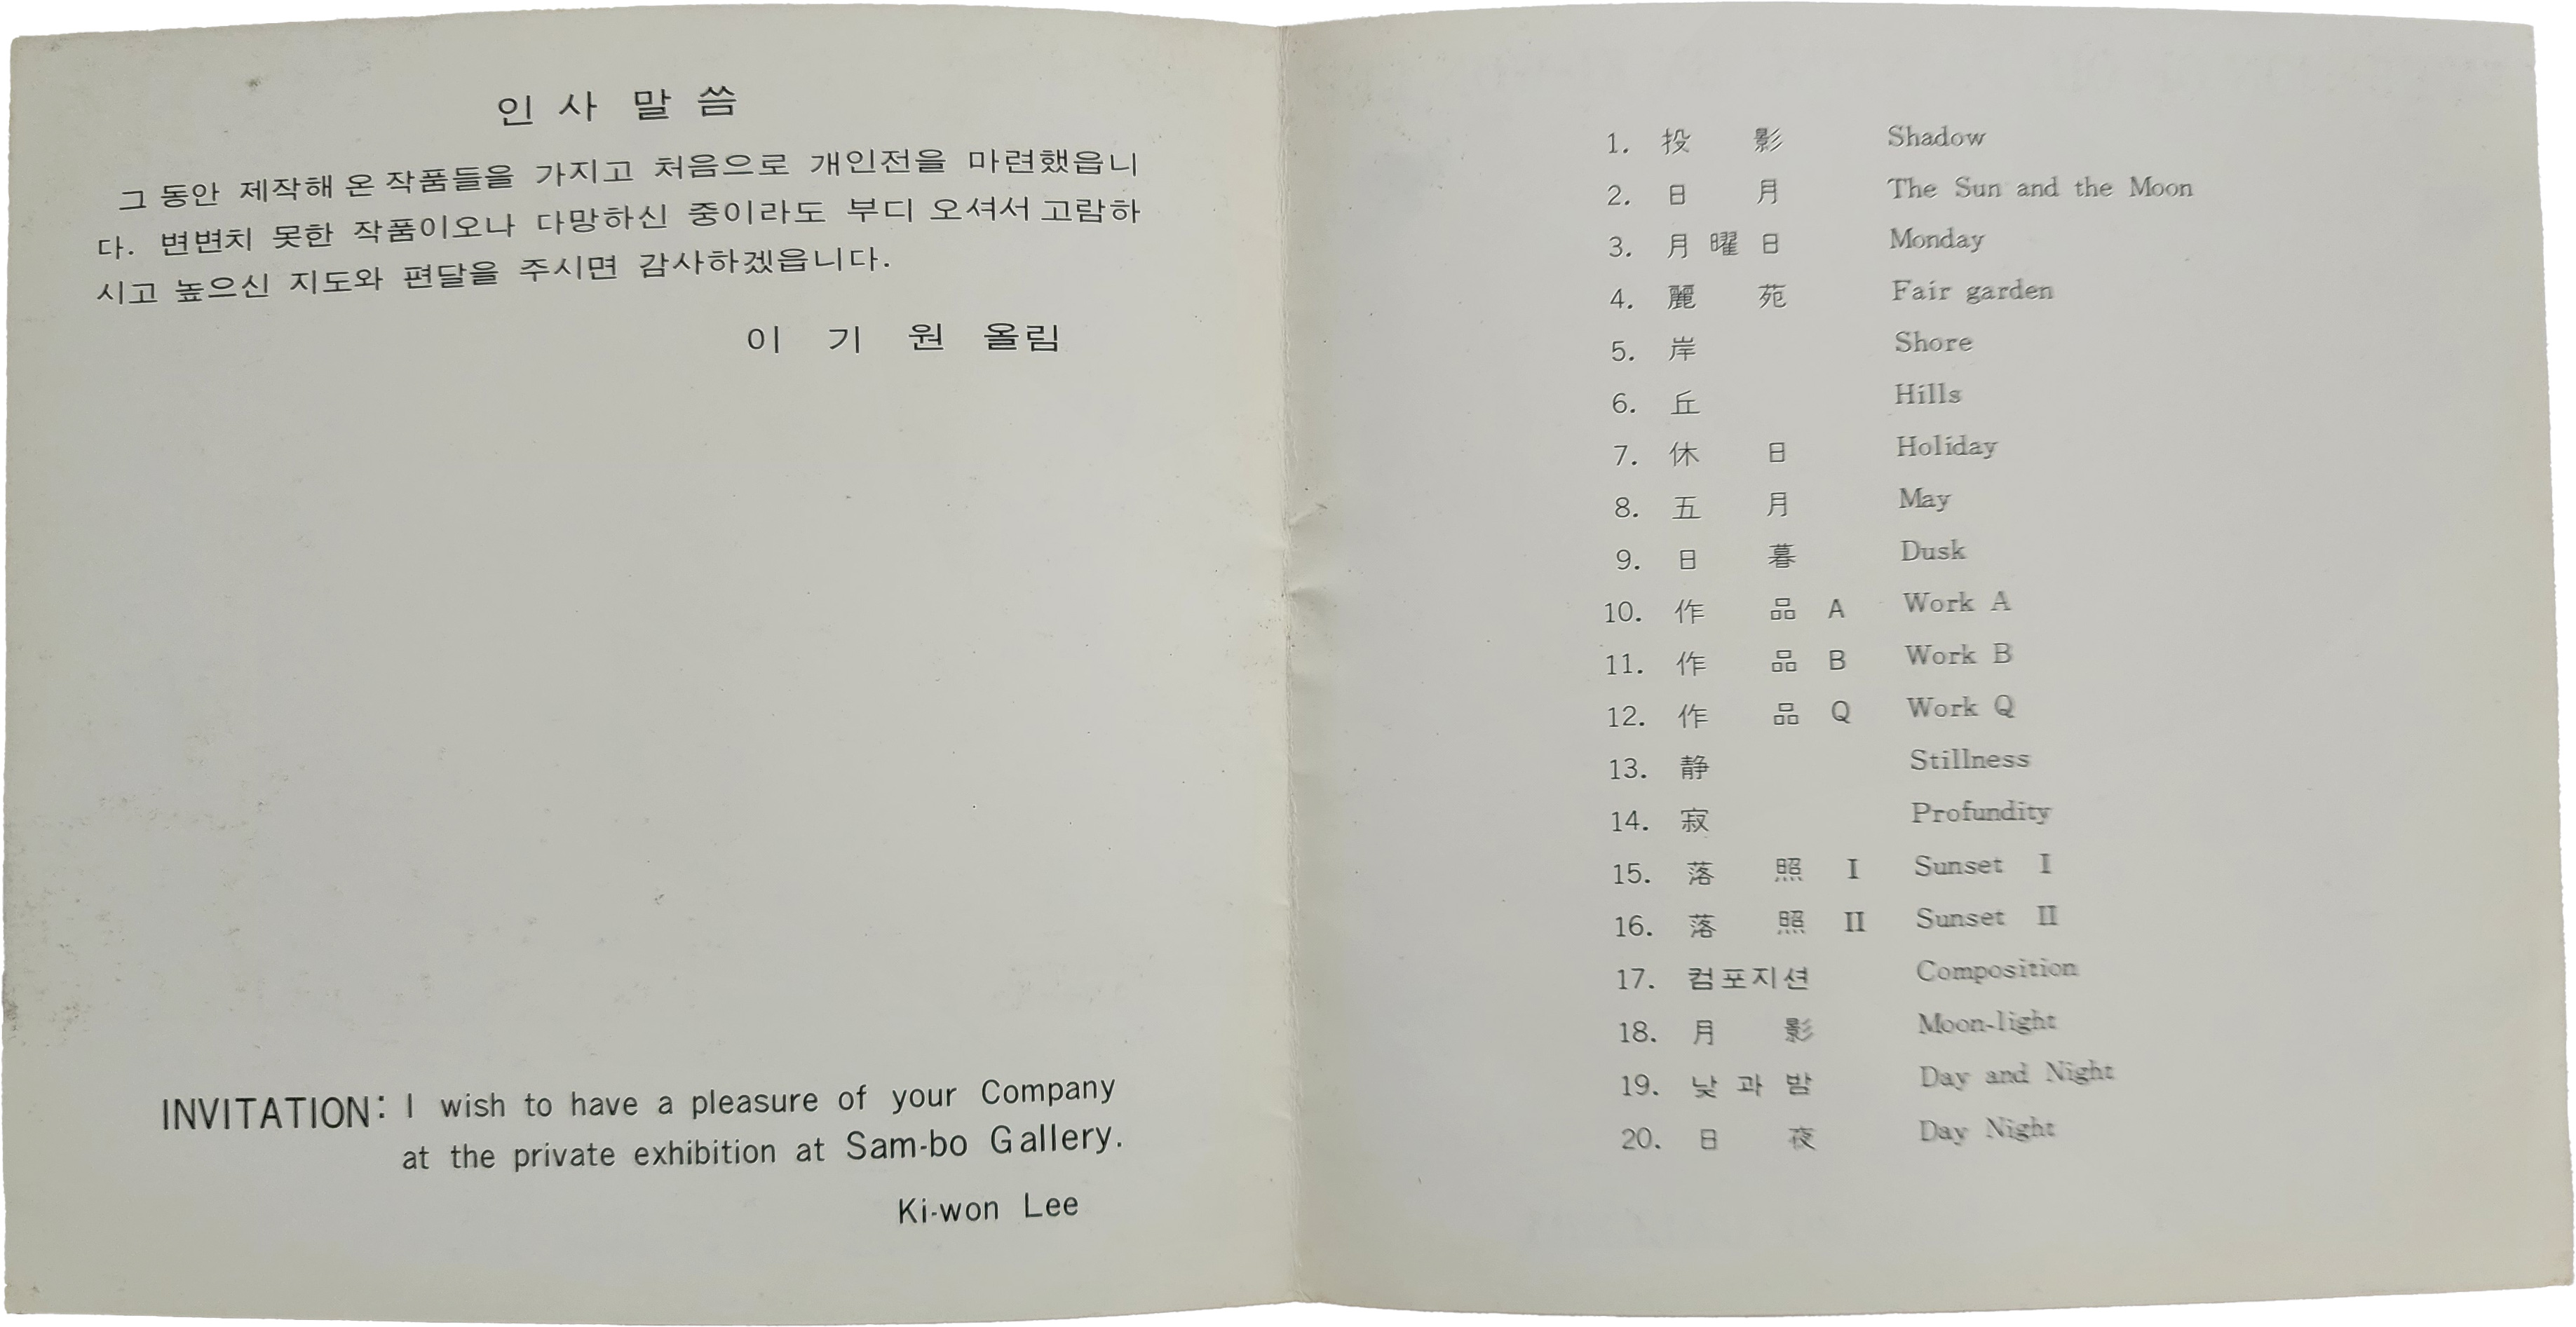 인 사 말 씀
그 동안 제작해 온 작품들을 가지고 처음으로 개인전을 마련했읍니
다. 변변치 못한 작품이오나 다망하신 중이라도 부디 오셔서 고람하
시고 높으신 지도와 편달을 주시면 감사하겠읍니다.
이 기 원 올림
INVITATION: I wish to have a pleasure of your Company
at the private exhibition at Sam-bo Gallery.
Ki-won Lee
1. 投 影 Shadow
2. 日 月 The Sun and the Moon
3. 月 曜 日 Monday
4. 麗 苑 Fair garden
5. 岸 Shore
6. 丘 Hills
7. 休 日 Holiday
8. 五 月 May
9. 日 暮 Dusk
10. 作 品 A Work A
11. 作 品 B Work B
12. 作 品 Q Work Q
13. 静 Stillness
14. 寂 Profundity
15. 落 照 I Sunset I
16. 落 照 II Sunset II
17. 컴포지션 Composition
18. 月 影 Moon-light
19. 낮 과 밤 Day and Night
20. 日 夜 Day Night